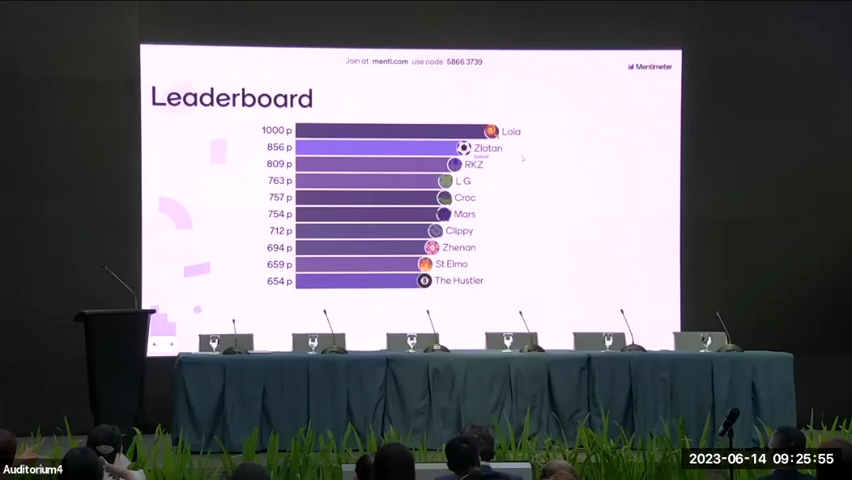 Join at menti.com use code 5866 3739
Mentimeter
Leaderboard
1000 p Lola
856 p Zlatan
809 p RKZ
763 p L G
757 p Croc
754 p Mars
712 p Clippy
694 p Zhenan
659 p St Elmo
654 p The Hustler
Auditorium4
2023-06-14 09:25:55